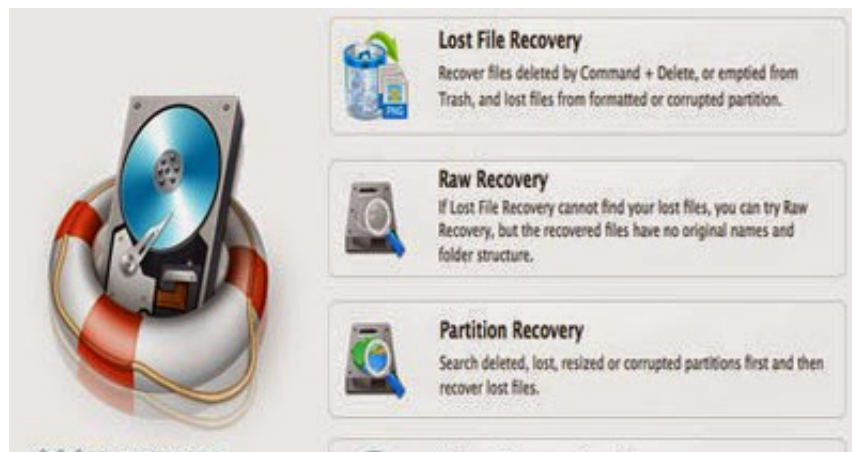 Lost File Recovery
Recover files deleted by Command + Delete, or emptied from
Trash, and lost files from formatted or corrupted partition.
PNG
Raw Recovery
If Lost File Recovery cannot find your lost files, you can try Raw
Recovery, but the recovered files have no original names and
folder structure.
Partition Recovery
Search deleted, lost, resized or corrupted partitions first and then
recover lost files.